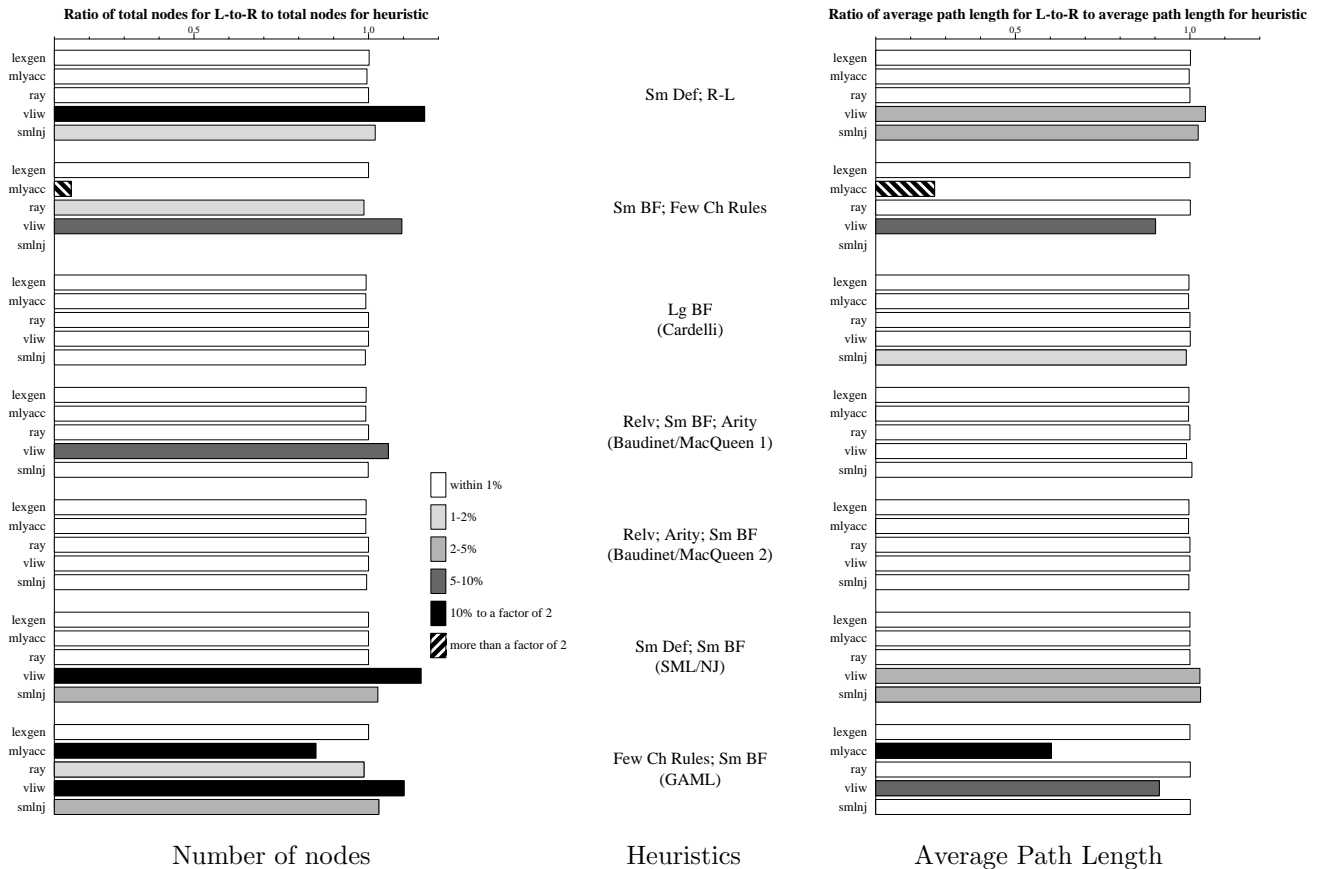 Ratio of total nodes for L-to-R to total nodes for heuristic
0.5
1.0
lexgen
mlyacc
ray
vliw
smlnj
lexgen
mlyacc
ray
vliw
smlnj
lexgen
mlyacc
ray
vliw
smlnj
lexgen
mlyacc
ray
vliw
smlnj
lexgen
mlyacc
ray
vliw
smlnj
lexgen
mlyacc
ray
vliw
smlnj
lexgen
mlyacc
ray
vliw
smlnj
within 1%
1-2%
2-5%
5-10%
10% to a factor of 2
more than a factor of 2
Number of nodes
Sm Def; R-L
Sm BF; Few Ch Rules
Lg BF
(Cardelli)
Relv; Sm BF; Arity
(Baudinet/MacQueen 1)
Relv; Arity; Sm BF
(Baudinet/MacQueen 2)
Sm Def; Sm BF
(SML/NJ)
Few Ch Rules; Sm BF
(GAML)
Heuristics
Ratio of average path length for L-to-R to average path length for heuristic
0.5
1.0
lexgen
mlyacc
ray
vliw
smlnj
lexgen
mlyacc
ray
vliw
smlnj
lexgen
mlyacc
ray
vliw
smlnj
lexgen
mlyacc
ray
vliw
smlnj
lexgen
mlyacc
ray
vliw
smlnj
lexgen
mlyacc
ray
vliw
smlnj
lexgen
mlyacc
ray
vliw
smlnj
Average Path Length